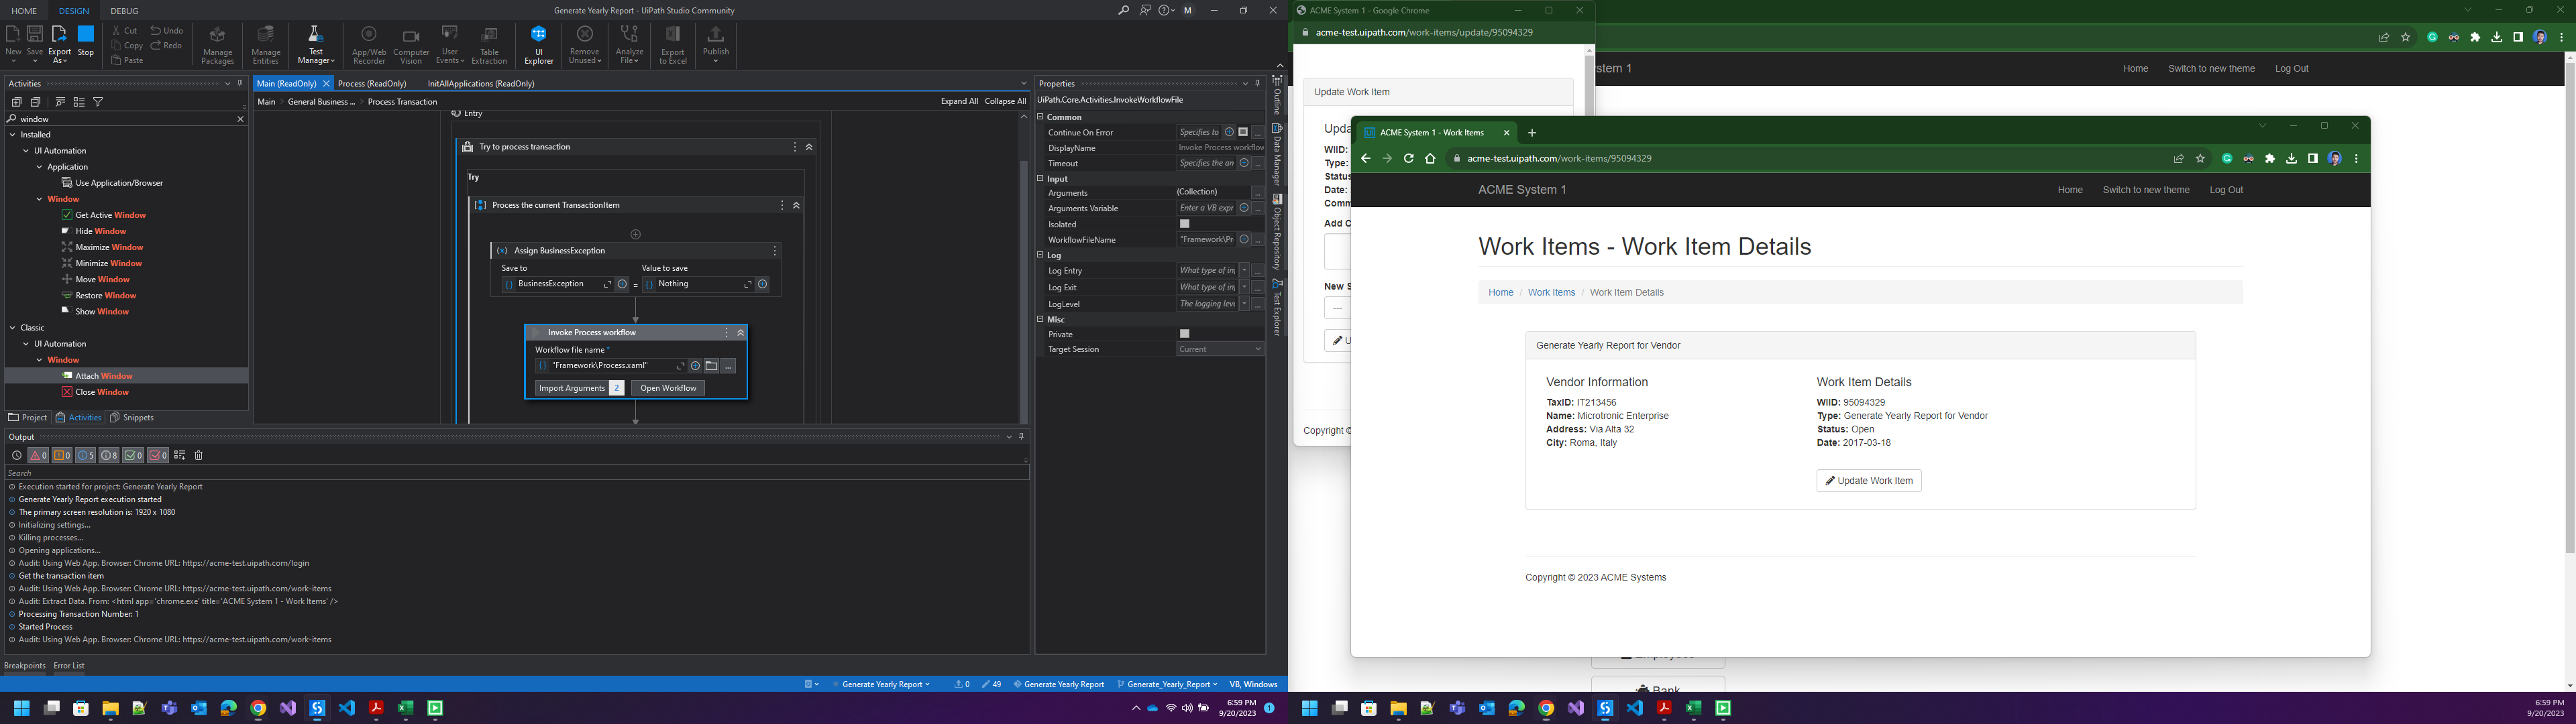 HOME DESIGN DEBUG
Generate Yearly Report - UiPath Studio Community
M
New Save Export As Stop
Cut Copy Paste Undo Redo
Manage Packages
Manage Entities
Test Manager
App/Web Recorder
Computer Vision
User Events
Table Extraction
UI Explorer
Remove Unused
Analyze File
Export to Excel
Publish
Activities
window
Installed
UI Automation
Application
Use Application/Browser
Window
Get Active Window
Hide Window
Maximize Window
Minimize Window
Move Window
Restore Window
Show Window
Classic
UI Automation
Window
Attach Window
Close Window
Project Activities Snippets
Main (ReadOnly) Process (ReadOnly) InitAllApplications (ReadOnly)
Main > General Business ... > Process Transaction
Expand All Collapse All
Entry
Try to process transaction
Try
Process the current TransactionItem
Assign BusinessException
Save to Value to save
BusinessException = Nothing
Invoke Process workflow
Workflow file name *
"Framework\Process.xaml"
Import Arguments 2 Open Workflow
Properties
UiPath.Core.Activities.InvokeWorkflowFile
Common
Continue On Error Specifies to
DisplayName Invoke Process workflow
Timeout Specifies the an
Input
Arguments (Collection)
Arguments Variable Enter a VB expr
Isolated
WorkflowFileName "Framework\Pr
Log
Log Entry What type of in
Log Exit What type of in
LogLevel The logging leve
Misc
Private
Target Session Current
Outline
Data Manager
Object Repository
Test Explorer
Output
0 0 5 8 0 0
Search
Execution started for project: Generate Yearly Report
Generate Yearly Report execution started
The primary screen resolution is: 1920 x 1080
Initializing settings...
Killing processes...
Opening applications...
Audit: Using Web App. Browser: Chrome URL: https://acme-test.uipath.com/login
Get the transaction item
Audit: Using Web App. Browser: Chrome URL: https://acme-test.uipath.com/work-items
Audit: Extract Data. From: <html app='chrome.exe' title='ACME System 1 - Work Items' />
Processing Transaction Number: 1
Started Process
Audit: Using Web App. Browser: Chrome URL: https://acme-test.uipath.com/work-items
Breakpoints Error List
Generate Yearly Report 0 49 Generate Yearly Report Generate_Yearly_Report VB, Windows
6:59 PM
9/20/2023
1
ACME System 1 - Google Chrome
acme-test.uipath.com/work-items/update/95094329
Update Work Item
Upda
WIID:
Type:
Status
Date:
Comm
Add C
New S
---
U
Copyright ©
stem 1
Home Switch to new theme Log Out
ACME System 1 - Work Items
acme-test.uipath.com/work-items/95094329
ACME System 1
Home Switch to new theme Log Out
Work Items - Work Item Details
Home / Work Items / Work Item Details
Generate Yearly Report for Vendor
Vendor Information
TaxID: IT213456
Name: Microtronic Enterprise
Address: Via Alta 32
City: Roma, Italy
Work Item Details
WIID: 95094329
Type: Generate Yearly Report for Vendor
Status: Open
Date: 2017-03-18
Update Work Item
Copyright © 2023 ACME Systems
Bank
6:59 PM
9/20/2023